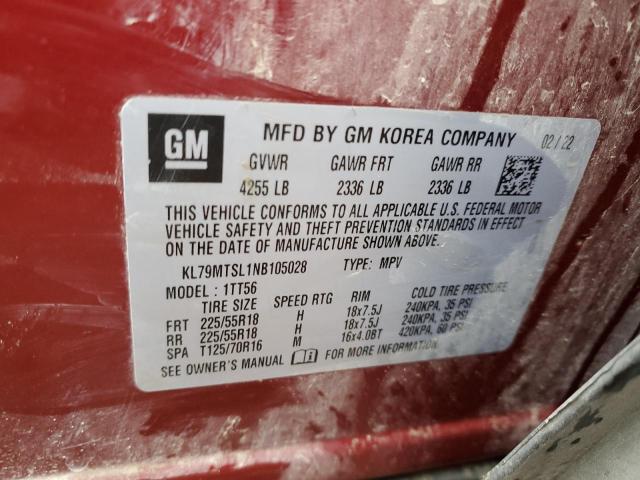 GM MFD BY GM KOREA COMPANY 02/22
GVWR GAWR FRT GAWR RR
4255 LB 2336 LB 2336 LB
THIS VEHICLE CONFORMS TO ALL APPLICABLE U.S. FEDERAL MOTOR
VEHICLE SAFETY AND THEFT PREVENTION STANDARDS IN EFFECT
ON THE DATE OF MANUFACTURE SHOWN ABOVE.
KL79MTSL1NB105028 TYPE: MPV
MODEL : 1TT56
TIRE SIZE SPEED RTG RIM COLD TIRE PRESSURE
FRT 225/55R18 H 18x7.5J 240KPA, 35 PSI
RR 225/55R18 H 18x7.5J 240KPA, 35 PSI
SPA T125/70R16 M 16x4.0BT 420KPA, 60 PSI
SEE OWNER'S MANUAL FOR MORE INFORMATION